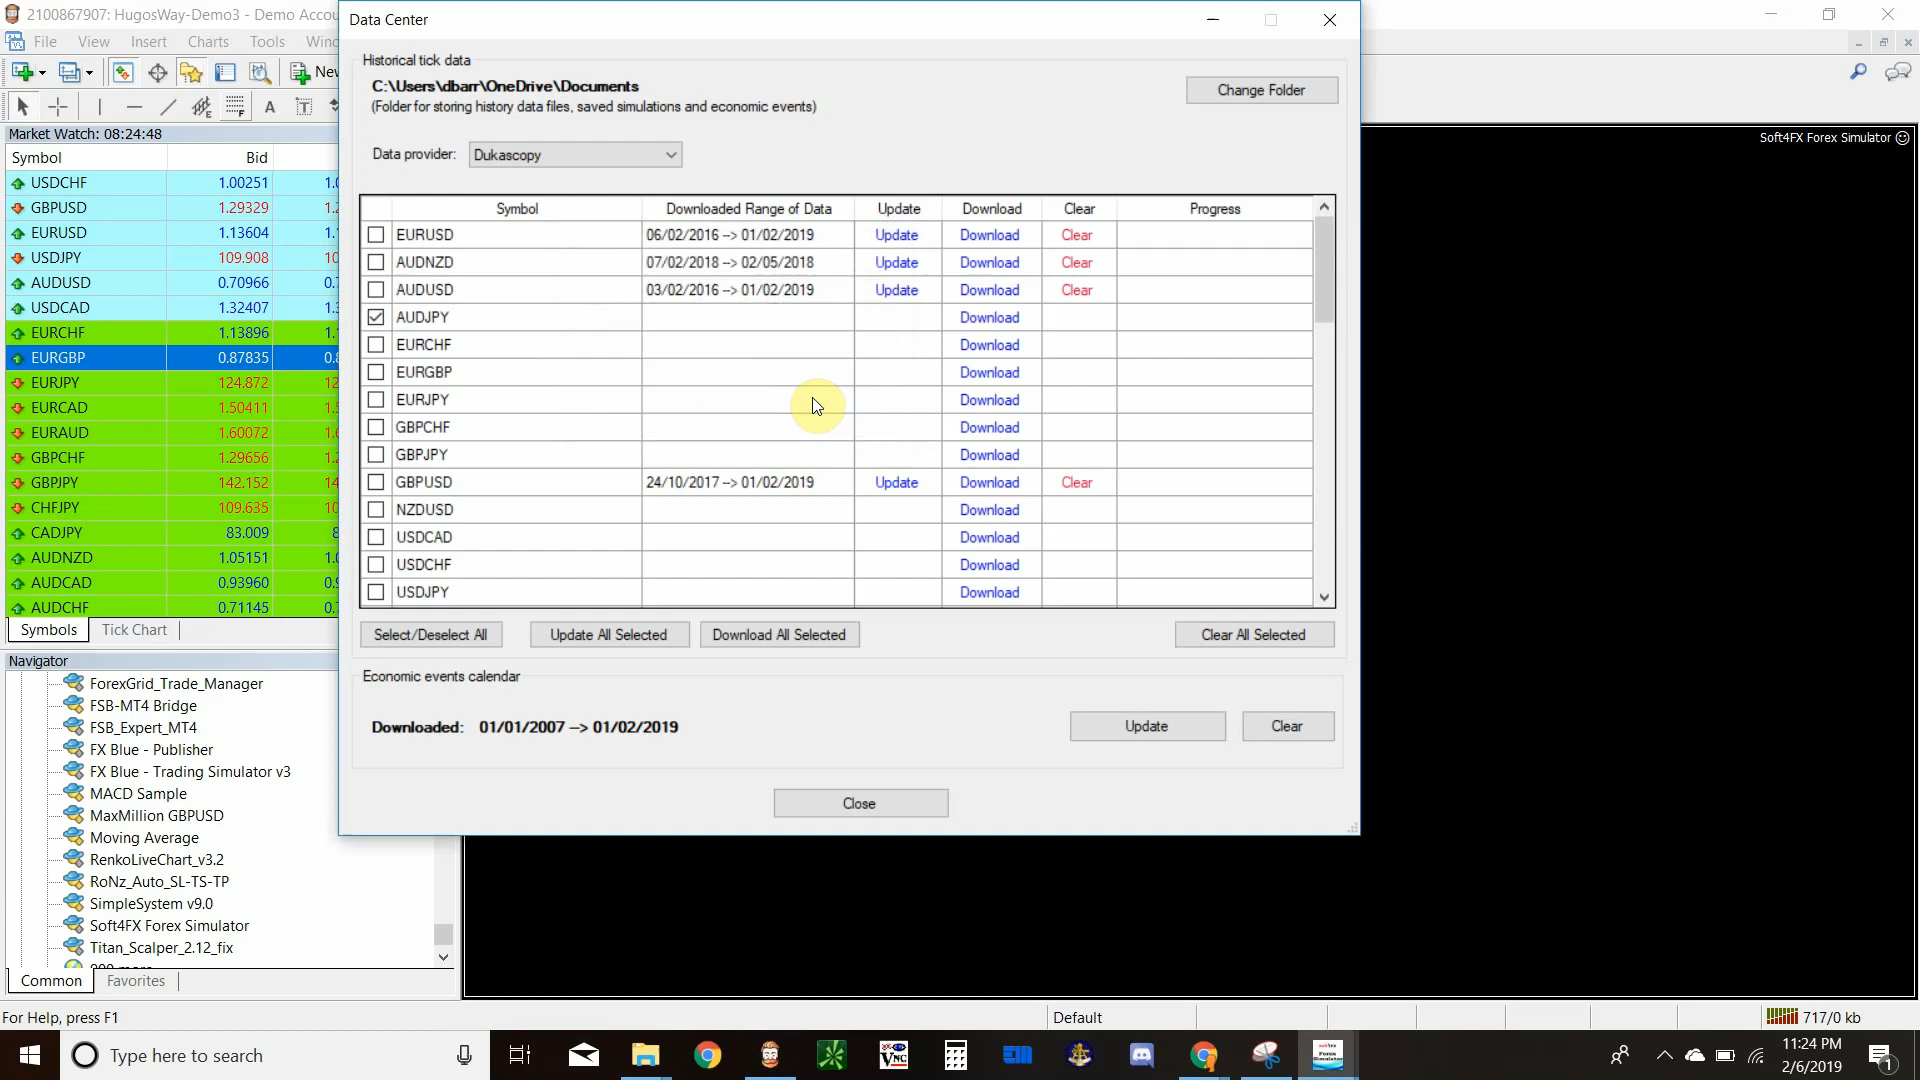 2100867907: HugosWay-Demo3 - Demo Accou
File View Insert Charts Tools Wind
New
Market Watch: 08:24:48
Symbol Bid
USDCHF 1.00251
GBPUSD 1.29329
EURUSD 1.13604
USDJPY 109.908
AUDUSD 0.70966
USDCAD 1.32407
EURCHF 1.13896
EURGBP 0.87835
EURJPY 124.872
EURCAD 1.50411
EURAUD 1.60072
GBPCHF 1.29656
GBPJPY 142.152
CHFJPY 109.635
CADJPY 83.009
AUDNZD 1.05151
AUDCAD 0.93960
AUDCHF 0.71145
Symbols Tick Chart
Navigator
ForexGrid_Trade_Manager
FSB-MT4 Bridge
FSB_Expert_MT4
FX Blue - Publisher
FX Blue - Trading Simulator v3
MACD Sample
MaxMillion GBPUSD
Moving Average
RenkoLiveChart_v3.2
RoNz_Auto_SL-TS-TP
SimpleSystem v9.0
Soft4FX Forex Simulator
Titan_Scalper_2.12_fix
Common Favorites
Data Center
Historical tick data
C:\Users\dbarr\OneDrive\Documents
(Folder for storing history data files, saved simulations and economic events)
Change Folder
Data provider: Dukascopy
Symbol Downloaded Range of Data Update Download Clear Progress
EURUSD 06/02/2016 --> 01/02/2019 Update Download Clear
AUDNZD 07/02/2018 --> 02/05/2018 Update Download Clear
AUDUSD 03/02/2016 --> 01/02/2019 Update Download Clear
AUDJPY Download
EURCHF Download
EURGBP Download
EURJPY Download
GBPCHF Download
GBPJPY Download
GBPUSD 24/10/2017 --> 01/02/2019 Update Download Clear
NZDUSD Download
USDCAD Download
USDCHF Download
USDJPY Download
Select/Deselect All Update All Selected Download All Selected Clear All Selected
Economic events calendar
Downloaded: 01/01/2007 --> 01/02/2019 Update Clear
Close
Soft4FX Forex Simulator
For Help, press F1 Default 717/0 kb
Type here to search
11:24 PM
2/6/2019
1